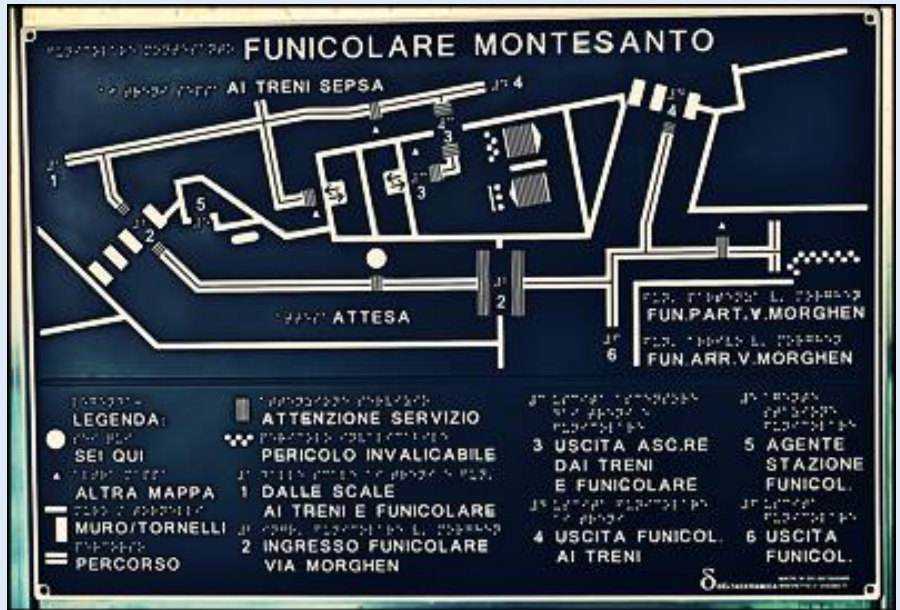 FUNICOLARE MONTESANTO
AI TRENI SEPSA
4
3
1
5
3
2
2
ATTESA
6
FUN.PART.V.MORGHEN
FUN.ARR.V.MORGHEN
LEGENDA:
SEI QUI
ALTRA MAPPA
MURO/TORNELLI
PERCORSO
ATTENZIONE SERVIZIO
PERICOLO INVALICABILE
1 DALLE SCALE
AI TRENI E FUNICOLARE
2 INGRESSO FUNICOLARE
VIA MORGHEN
3 USCITA ASC.RE
DAI TRENI
E FUNICOLARE
4 USCITA FUNICOL.
AI TRENI
5 AGENTE
STAZIONE
FUNICOL.
6 USCITA
FUNICOL.